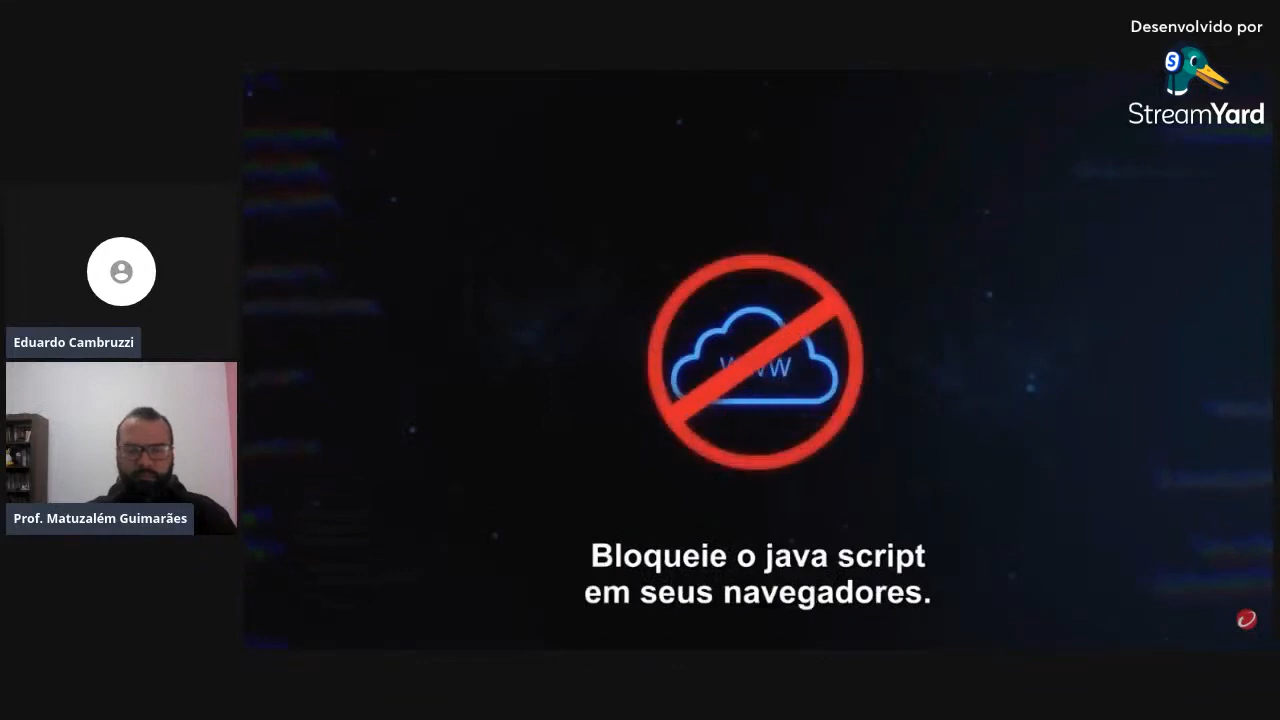 Desenvolvido por
S
StreamYard
Eduardo Cambruzzi
Prof. Matuzalém Guimarães
WWW
Bloqueie o java script
em seus navegadores.